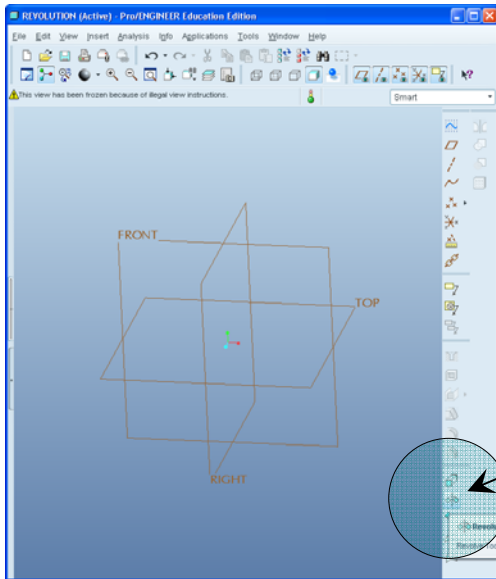 REVOLUTION (Active) - Pro/ENGINEER Education Edition
File Edit View Insert Analysis Info Applications Tools Window Help
This view has been frozen because of illegal view instructions.
Smart
FRONT
TOP
RIGHT
Revolv